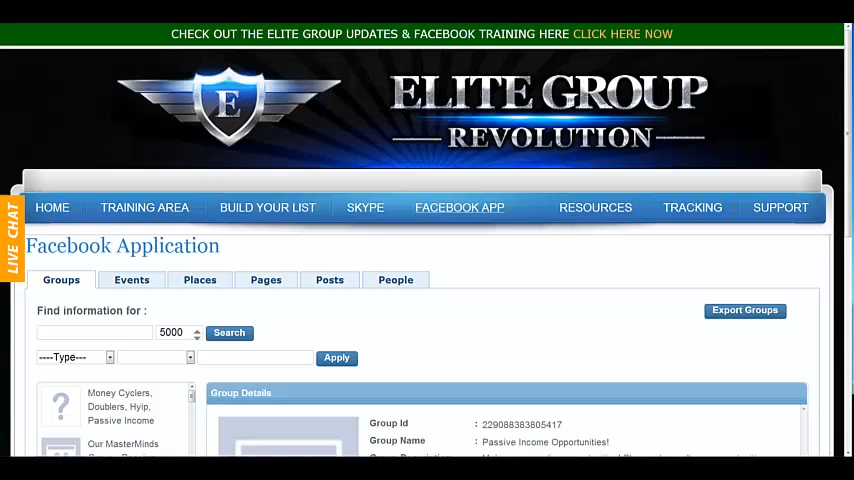 CHECK OUT THE ELITE GROUP UPDATES & FACEBOOK TRAINING HERE CLICK HERE NOW
E
ELITE GROUP
REVOLUTION
HOME TRAINING AREA BUILD YOUR LIST SKYPE FACEBOOK APP RESOURCES TRACKING SUPPORT
LIVE CHAT
Facebook Application
Groups Events Places Pages Posts People
Find information for :
Export Groups
5000 Search
----Type--- Apply
Money Cyclers,
Doublers, Hyip,
Passive Income
Our MasterMinds
Group Details
Group Id : 229088383805417
Group Name : Passive Income Opportunities!